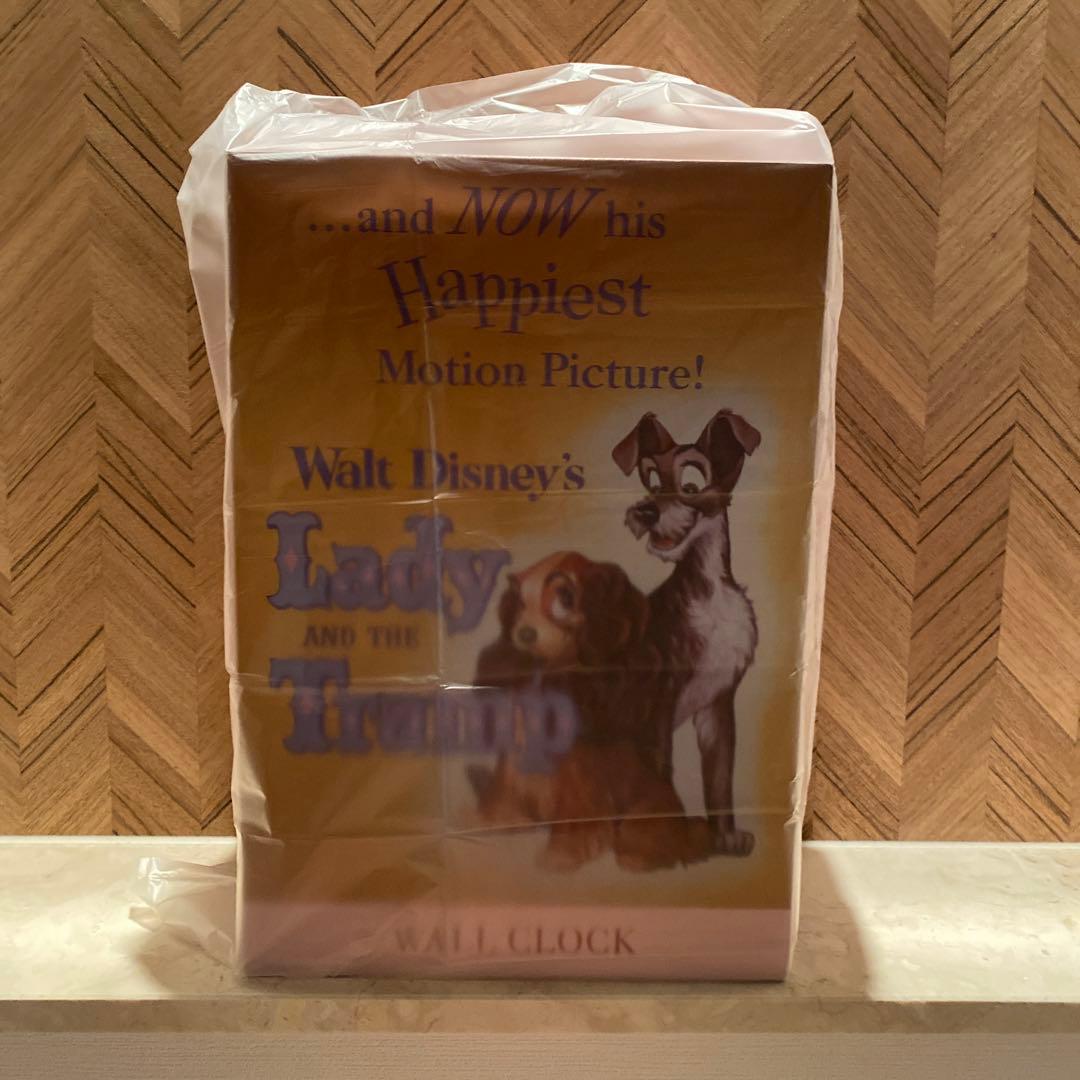 ...and NOW his
Happiest
Motion Picture!
Walt Disney's
Lady
AND THE
Tramp
WALL CLOCK